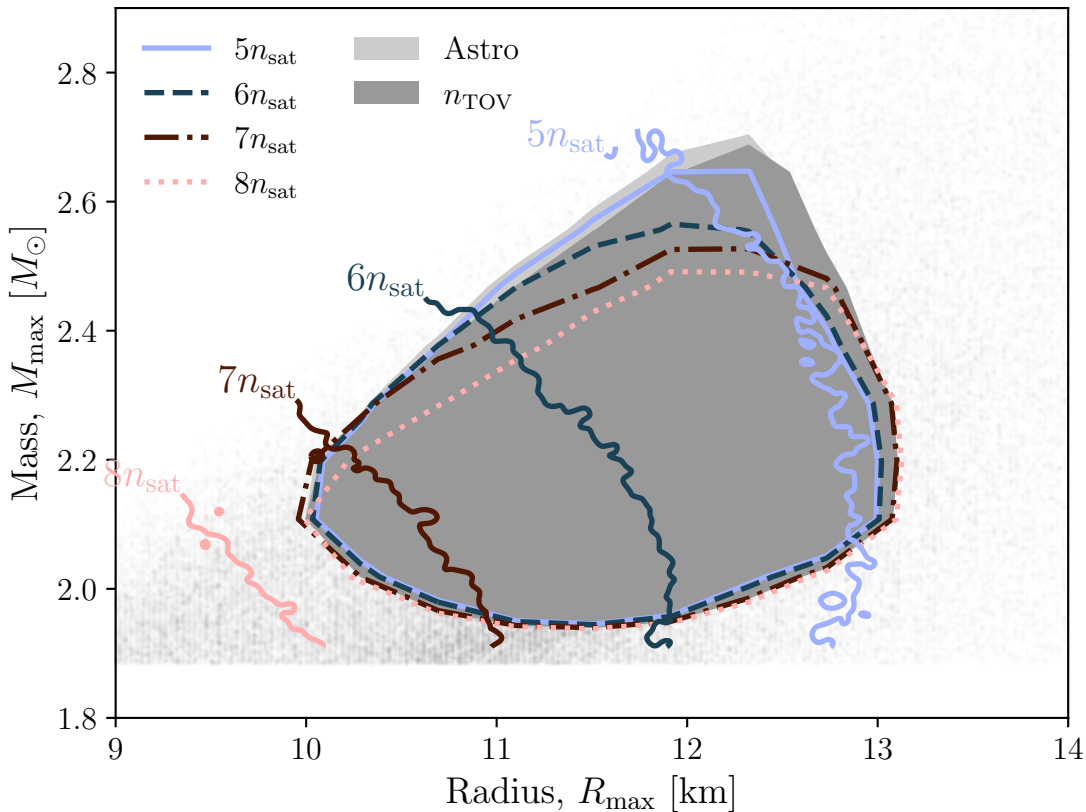 5n_sat
6n_sat
7n_sat
8n_sat
Astro
n_TOV
5n_sat
6n_sat
7n_sat
8n_sat
2.8
2.6
2.4
2.2
2.0
1.8
Mass, M_max [M_⊙]
9 10 11 12 13 14
Radius, R_max [km]